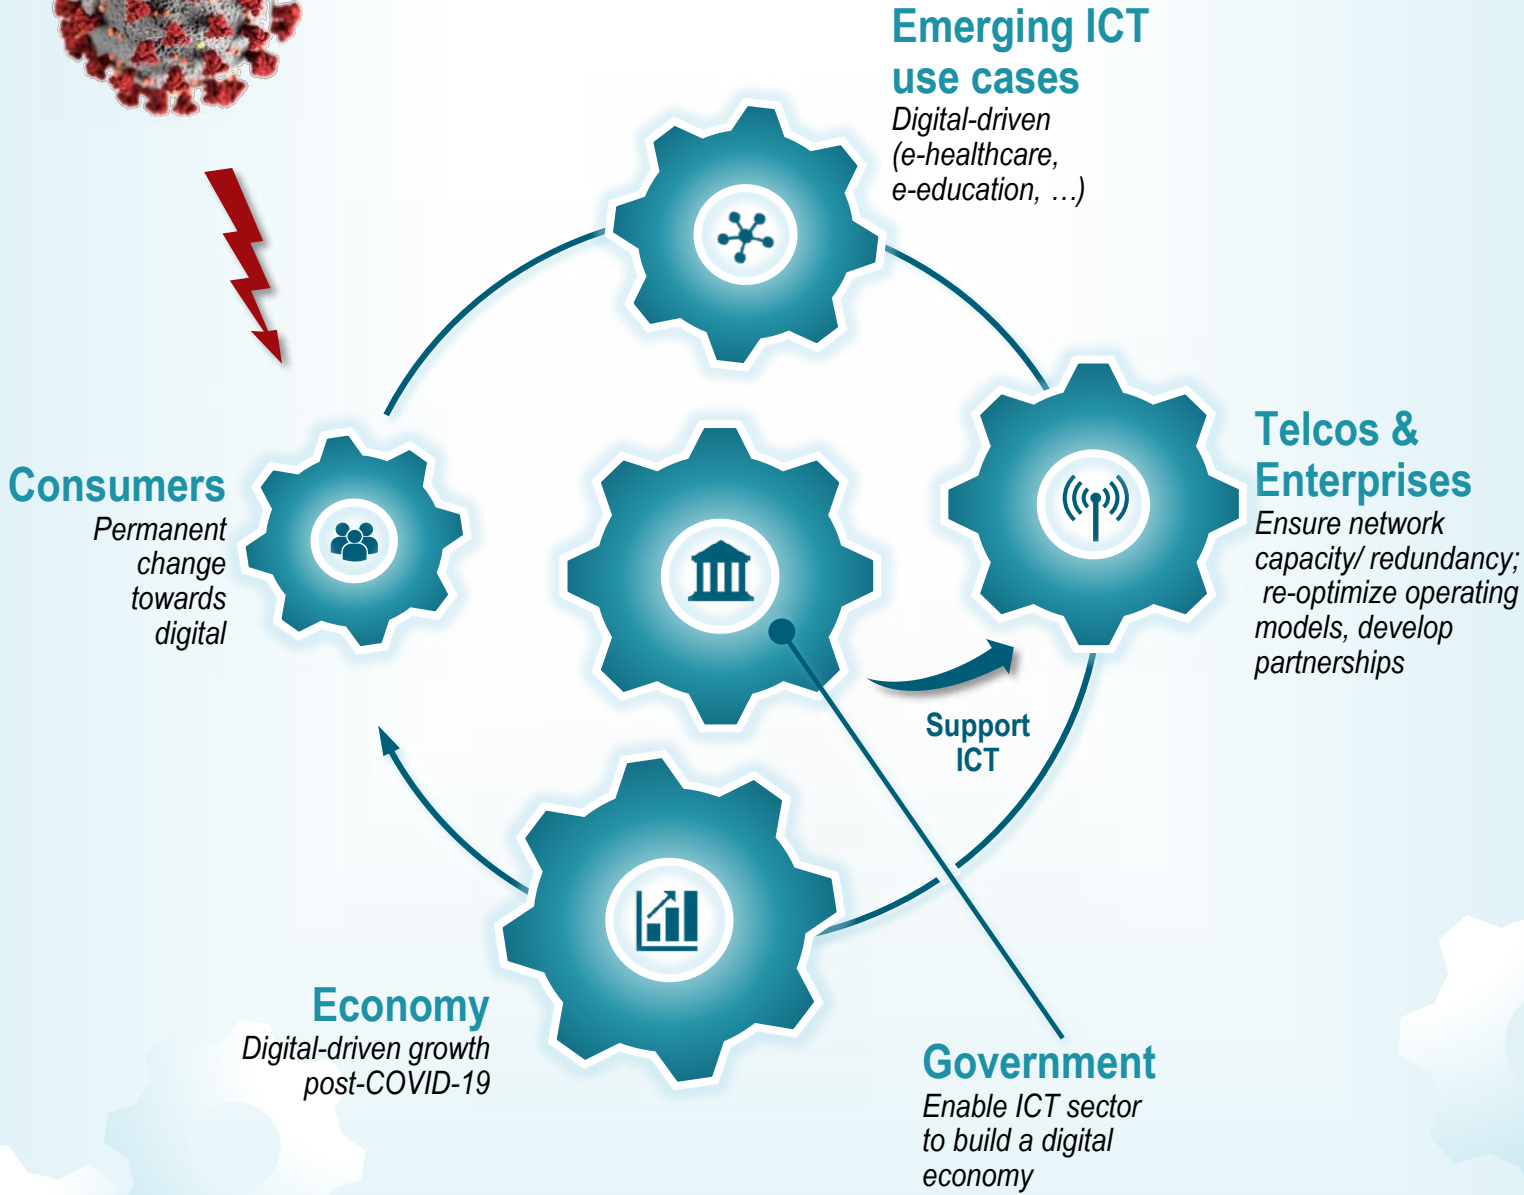 Emerging ICT
use cases
Digital-driven
(e-healthcare,
e-education, …)
Telcos &
Enterprises
Ensure network
capacity/ redundancy;
re-optimize operating
models, develop
partnerships
Consumers
Permanent
change
towards
digital
Support
ICT
Economy
Digital-driven growth
post-COVID-19
Government
Enable ICT sector
to build a digital
economy